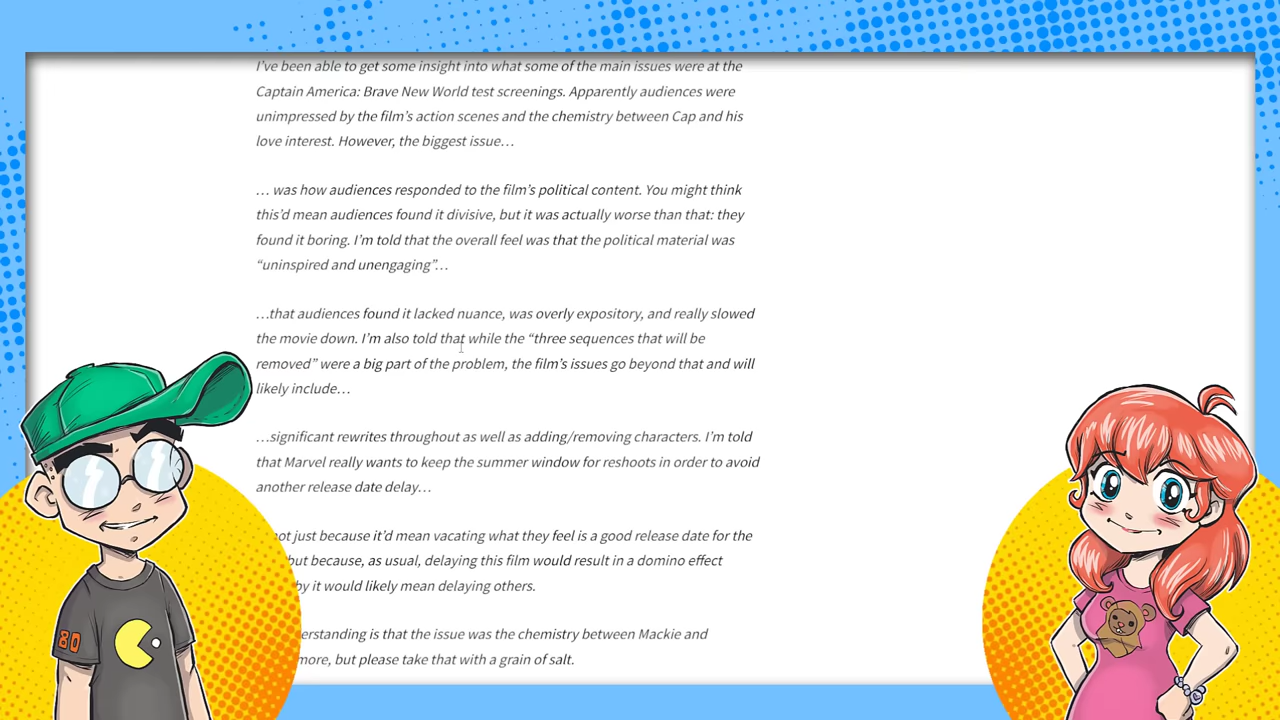 I've been able to get some insight into what some of the main issues were at the
Captain America: Brave New World test screenings. Apparently audiences were
unimpressed by the film's action scenes and the chemistry between Cap and his
love interest. However, the biggest issue…
… was how audiences responded to the film's political content. You might think
this'd mean audiences found it divisive, but it was actually worse than that: they
found it boring. I'm told that the overall feel was that the political material was
“uninspired and unengaging”…
…that audiences found it lacked nuance, was overly expository, and really slowed
the movie down. I'm also told that while the “three sequences that will be
removed” were a big part of the problem, the film's issues go beyond that and will
likely include…
…significant rewrites throughout as well as adding/removing characters. I'm told
that Marvel really wants to keep the summer window for reshoots in order to avoid
another release date delay…
not just because it'd mean vacating what they feel is a good release date for the
but because, as usual, delaying this film would result in a domino effect
by it would likely mean delaying others.
is that the issue was the chemistry between Mackie and
but please take that with a grain of salt.
80